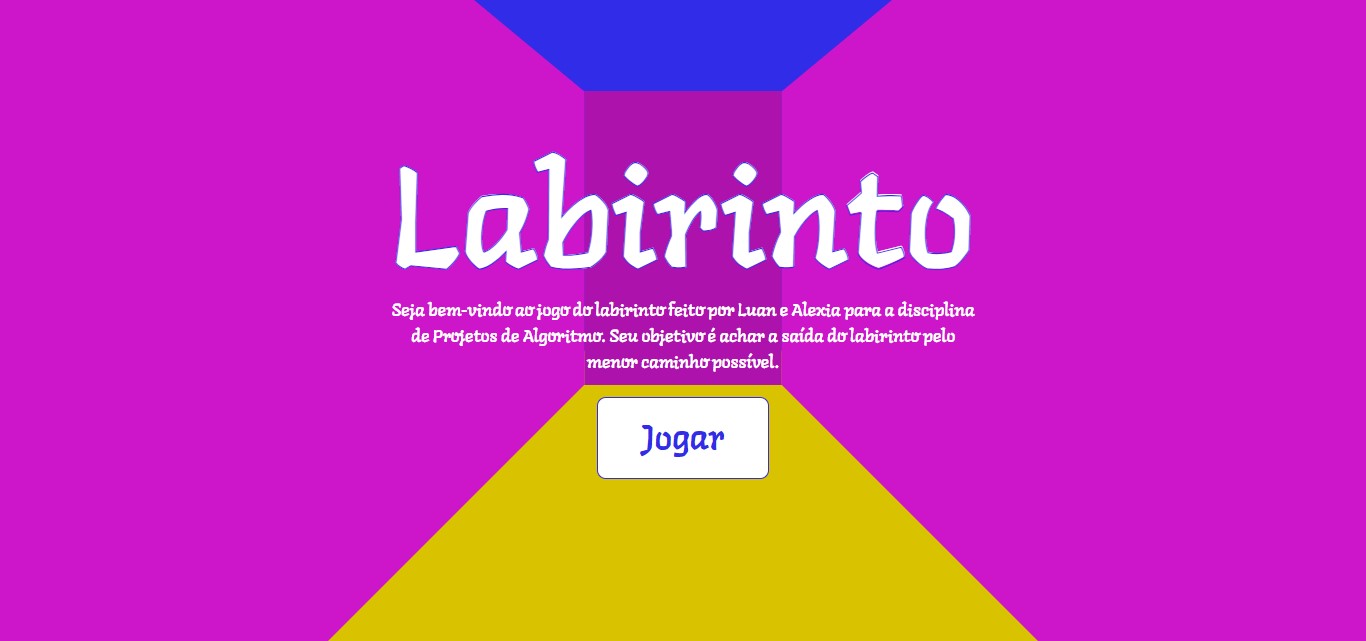 Labirinto
Seja bem-vindo ao jogo do labirinto feito por Luan e Alexia para a disciplina
de Projetos de Algoritmo. Seu objetivo é achar a saída do labirinto pelo
menor caminho possível.
Jogar